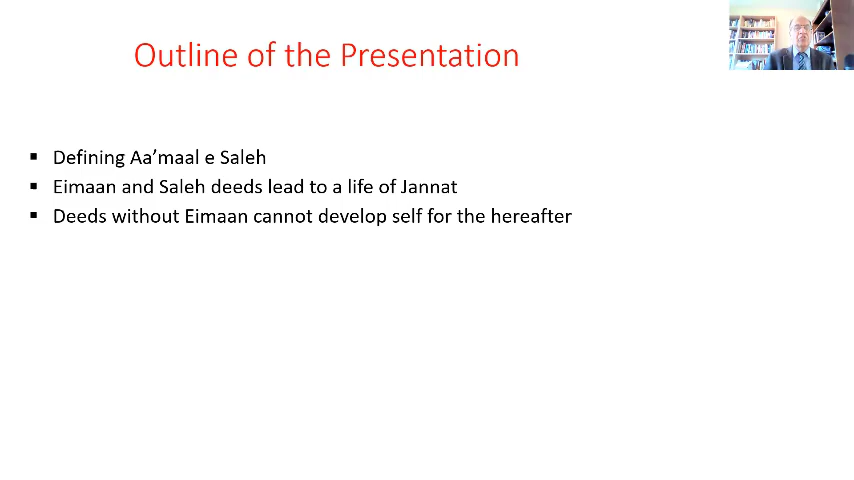 Outline of the Presentation
▪ Defining Aa’maal e Saleh
▪ Eimaan and Saleh deeds lead to a life of Jannat
▪ Deeds without Eimaan cannot develop self for the hereafter